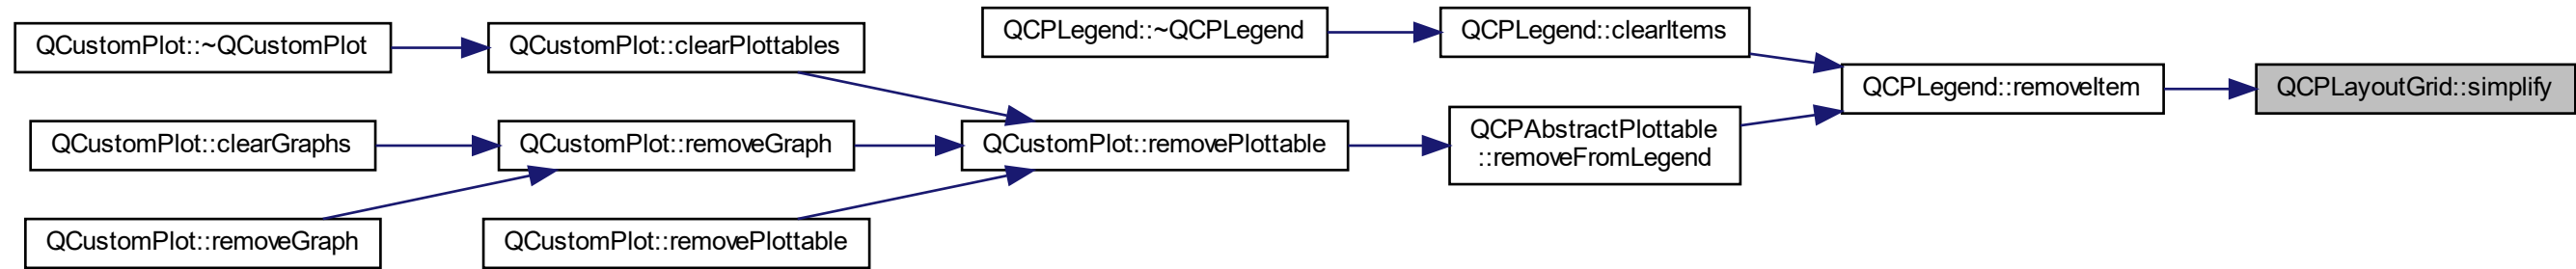 QCustomPlot::~QCustomPlot
QCustomPlot::clearPlottables
QCPLegend::~QCPLegend
QCPLegend::clearItems
QCPLegend::removeItem
QCPLayoutGrid::simplify
QCustomPlot::clearGraphs
QCustomPlot::removeGraph
QCustomPlot::removePlottable
QCPAbstractPlottable
::removeFromLegend
QCustomPlot::removeGraph
QCustomPlot::removePlottable